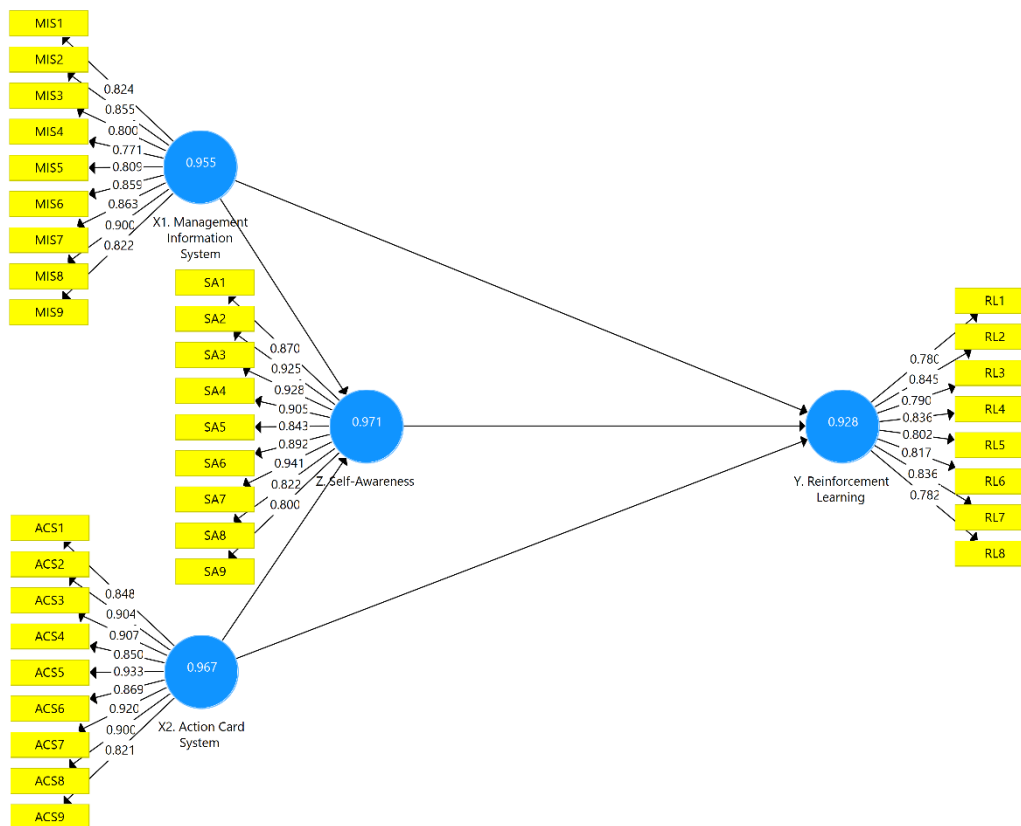 MIS1
MIS2
MIS3
MIS4
MIS5
MIS6
MIS7
MIS8
MIS9
0.824
0.855
0.800
0.771
0.809
0.859
0.863
0.900
0.822
0.955
X1. Management
Information
System
SA1
SA2
SA3
SA4
SA5
SA6
SA7
SA8
SA9
0.870
0.925
0.928
0.905
0.843
0.892
0.941
0.822
0.800
0.971
Z. Self-Awareness
ACS1
ACS2
ACS3
ACS4
ACS5
ACS6
ACS7
ACS8
ACS9
0.848
0.904
0.907
0.850
0.933
0.869
0.920
0.900
0.821
0.967
X2. Action Card
System
0.928
Y. Reinforcement
Learning
0.780
0.845
0.790
0.836
0.802
0.817
0.836
0.782
RL1
RL2
RL3
RL4
RL5
RL6
RL7
RL8